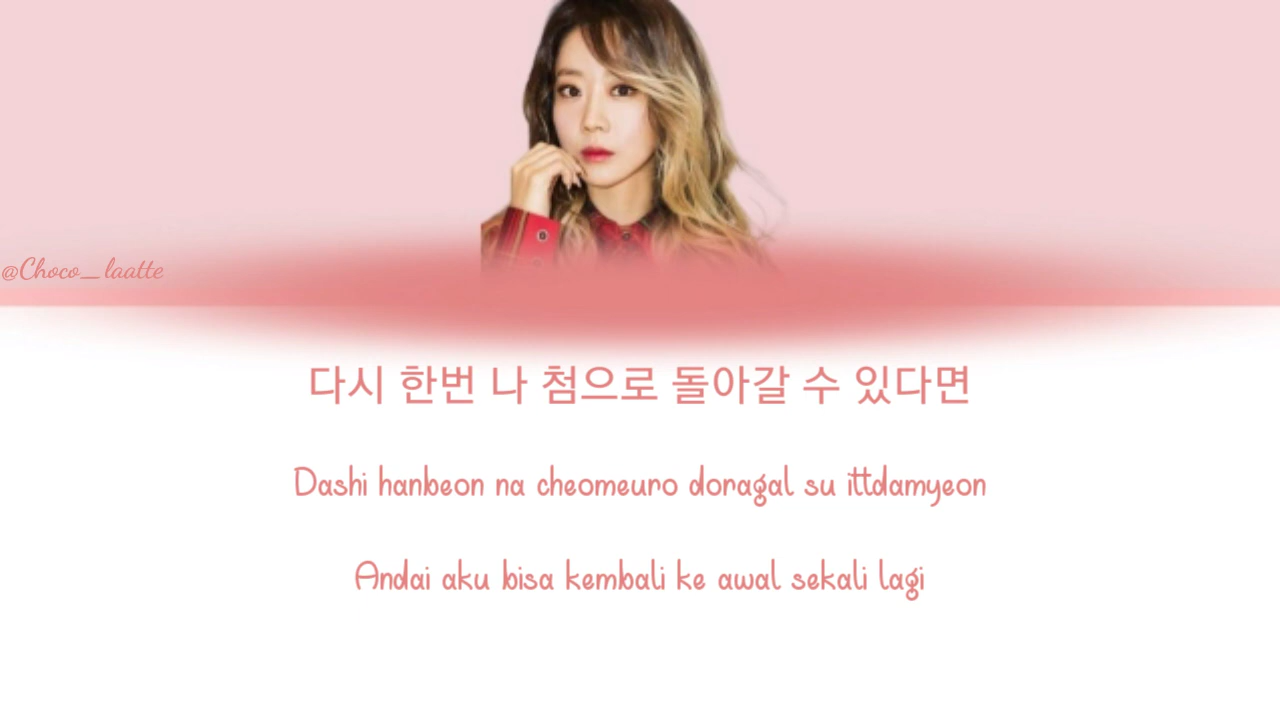 @Choco_laatte
다시 한번 나 첨으로 돌아갈 수 있다면
Dashi hanbeon na cheomeuro doragal su ittdamyeon
Andai aku bisa kembali ke awal sekali lagi